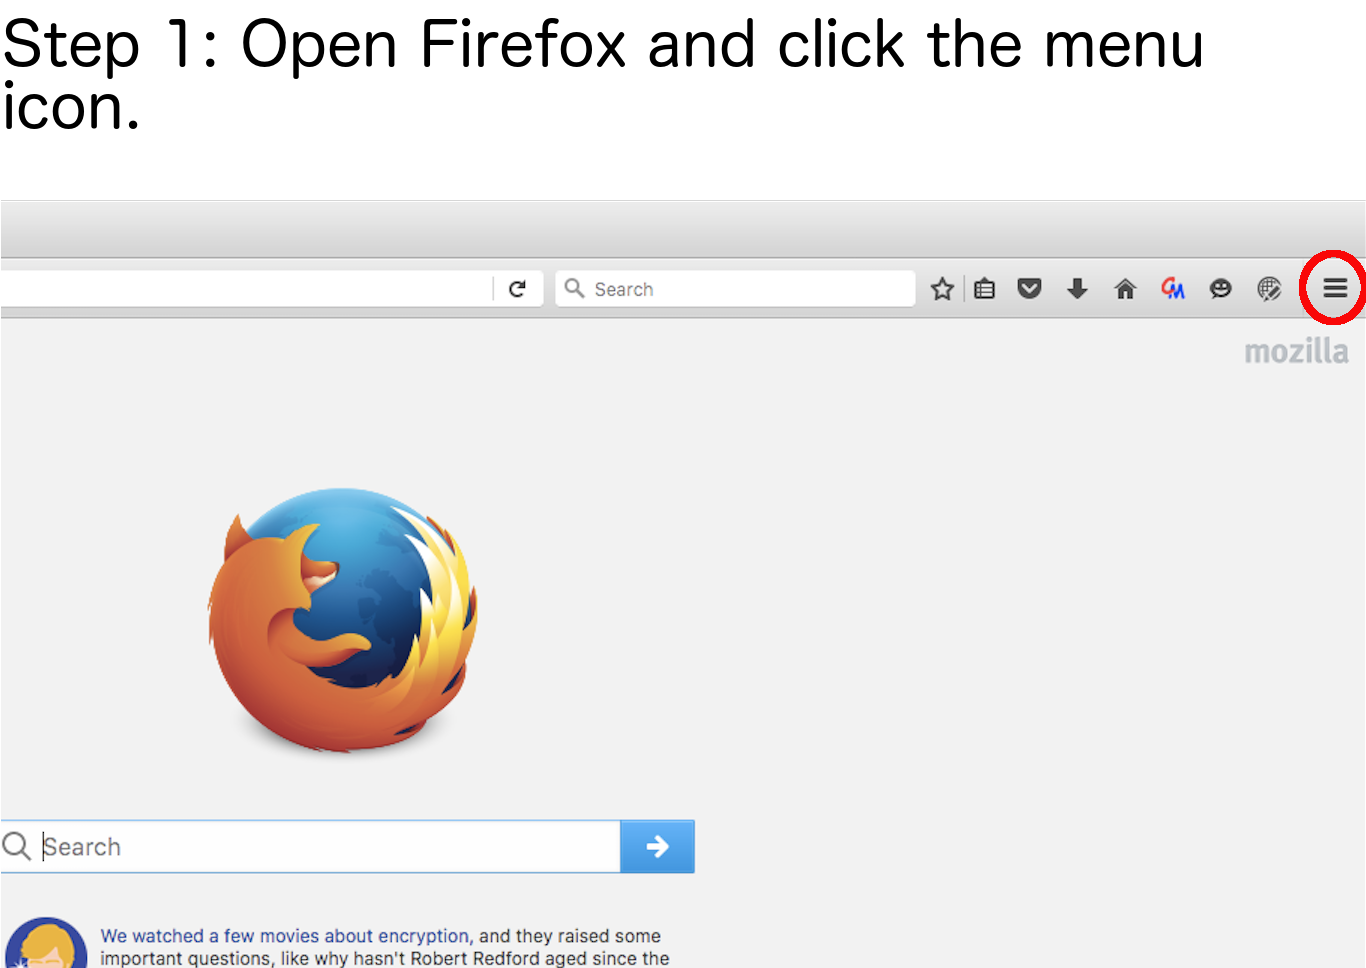 Step 1: Open Firefox and click the menu
icon.
Search
mozilla
Search
We watched a few movies about encryption, and they raised some
important questions, like why hasn't Robert Redford aged since the